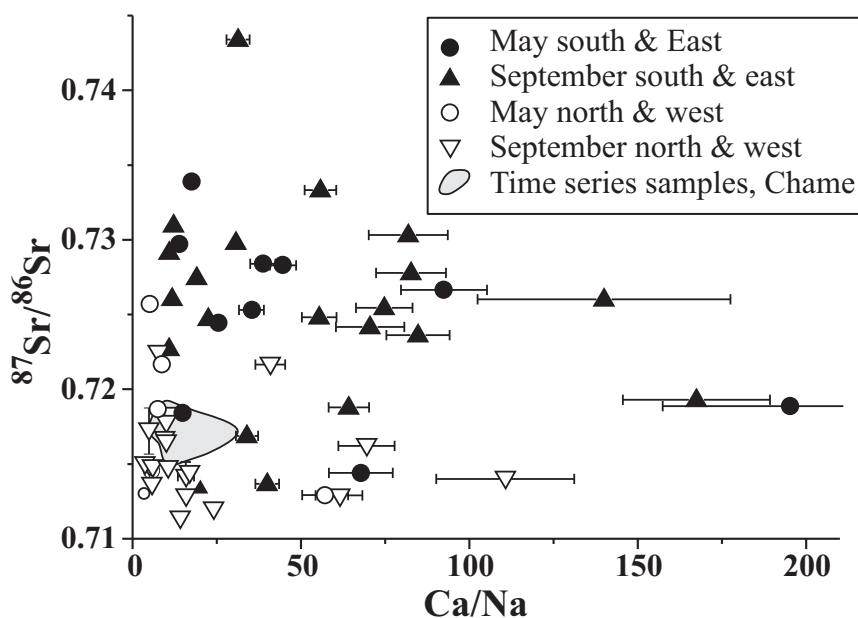 May south & East
September south & east
May north & west
September north & west
Time series samples, Chame
0.74
0.73
0.72
0.71
⁸⁷Sr/⁸⁶Sr
0 50 100 150 200
Ca/Na